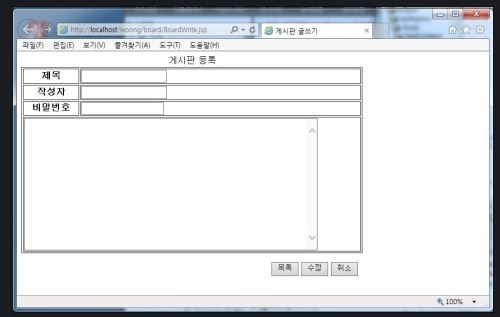 http://localhost/woong/board/BoardWrite.jsp
게시판 글쓰기
파일(F) 편집(E) 보기(V) 즐겨찾기(A) 도구(T) 도움말(H)
게시판 등록
제목
작성자
비밀번호
목록 수정 취소
100%